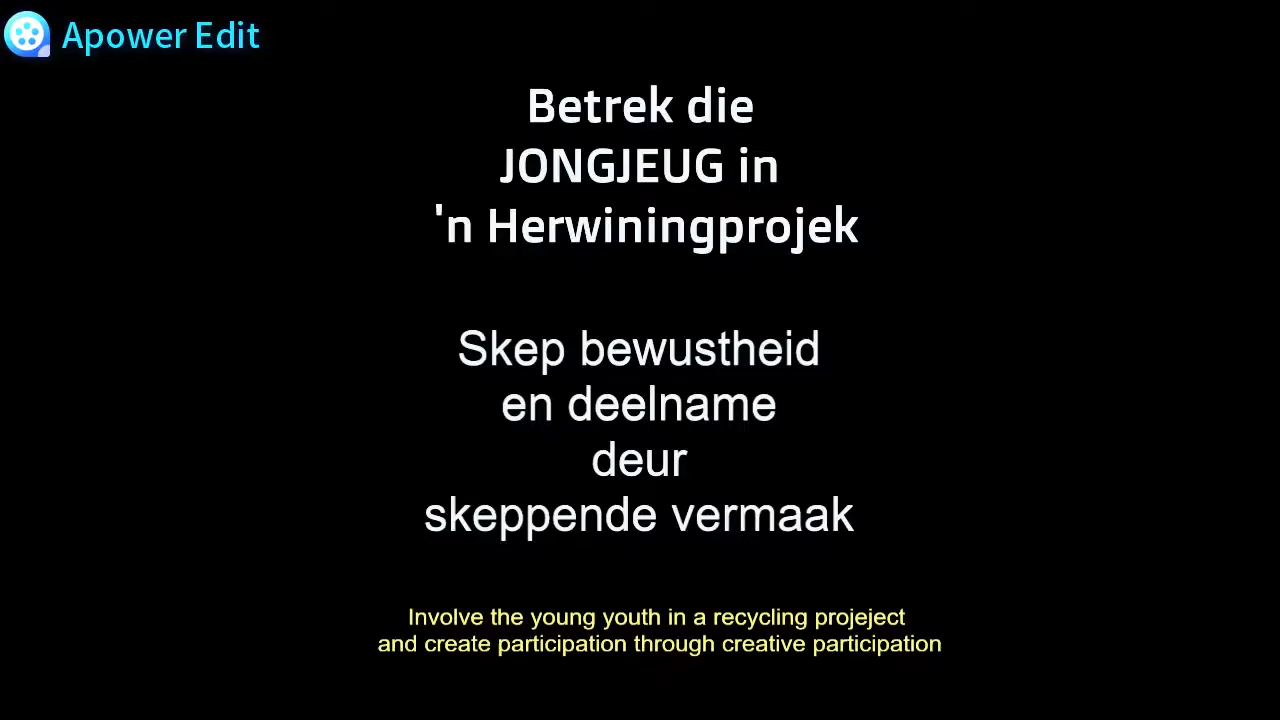 Apower Edit
Betrek die
JONGJEUG in
'n Herwiningprojek
Skep bewustheid
en deelname
deur
skeppende vermaak
Involve the young youth in a recycling projeject
and create participation through creative participation